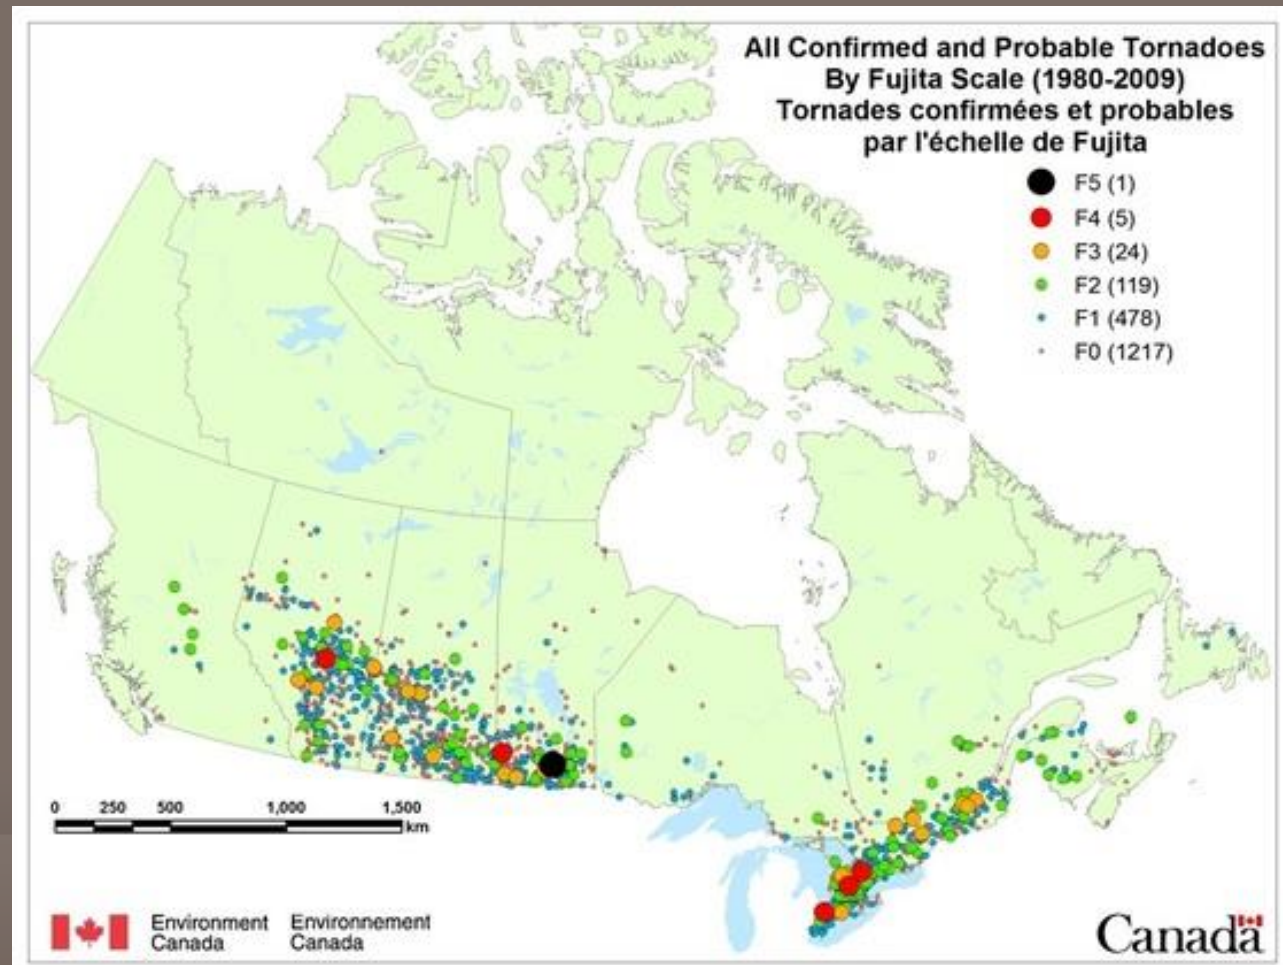 All Confirmed and Probable Tornadoes
By Fujita Scale (1980-2009)
Tornades confirmées et probables
par l'échelle de Fujita
F5 (1)
F4 (5)
F3 (24)
F2 (119)
F1 (478)
F0 (1217)
0 250 500 1,000 1,500
km
Environment Environnement
Canada Canada
Canada